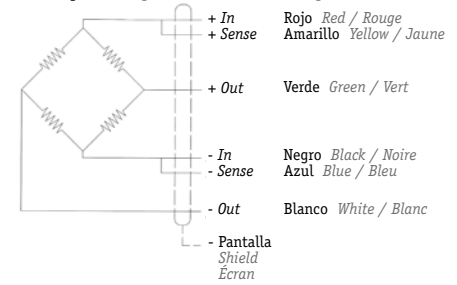 + In Rojo Red / Rouge
+ Sense Amarillo Yellow / Jaune
+ Out Verde Green / Vert
- In Negro Black / Noire
- Sense Azul Blue / Bleu
- Out Blanco White / Blanc
- Pantalla
Shield
Écran